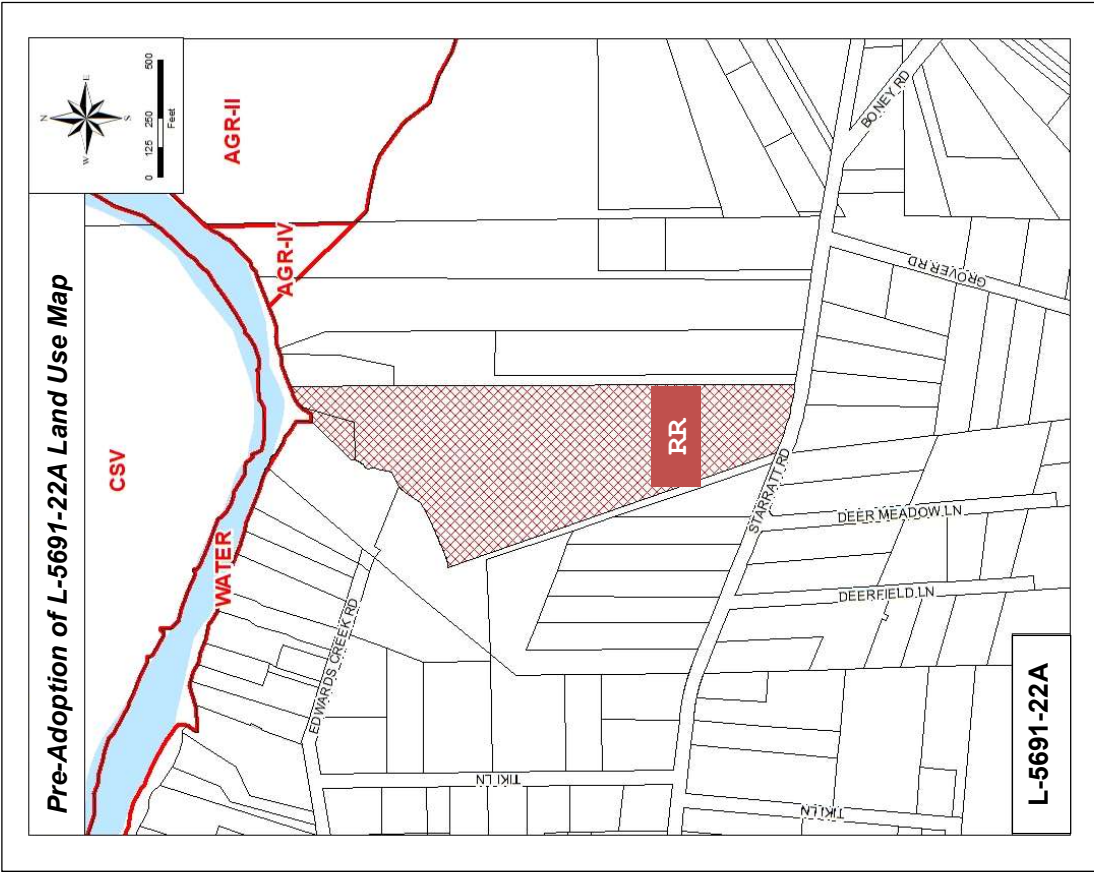 Pre-Adoption of L-5691-22A Land Use Map
N
W
E
S
0 125 250 500
Feet
CSV
AGR-II
AGR-IV
WATER
RR
EDWARDS CREEK RD
STARRATT RD
BONEY RD
GROVER RD
DEER MEADOW LN
DEERFIELD LN
TIKI LN
TIKI LN
L-5691-22A